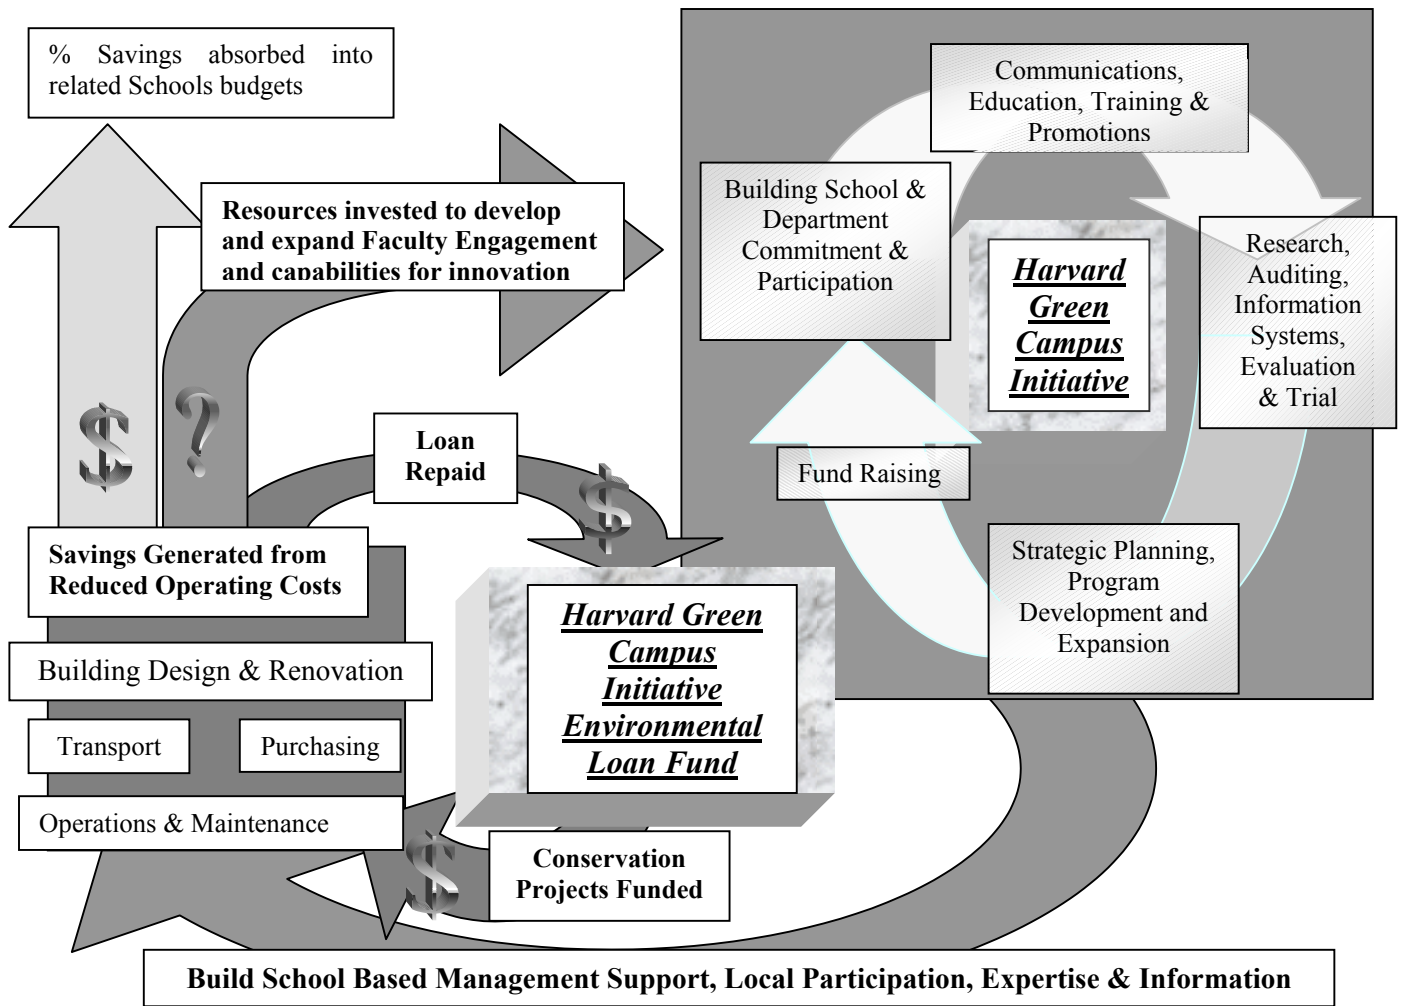 % Savings absorbed into
related Schools budgets
Communications,
Education, Training &
Promotions
Building School &
Department
Commitment &
Participation
Resources invested to develop
and expand Faculty Engagement
and capabilities for innovation
Harvard
Green
Campus
Initiative
Research,
Auditing,
Information
Systems,
Evaluation
& Trial
$
?
Loan
Repaid
$
Fund Raising
Savings Generated from
Reduced Operating Costs
Strategic Planning,
Program
Development and
Expansion
Harvard Green
Campus
Initiative
Environmental
Loan Fund
Building Design & Renovation
Transport
Purchasing
Operations & Maintenance
$
Conservation
Projects Funded
Build School Based Management Support, Local Participation, Expertise & Information